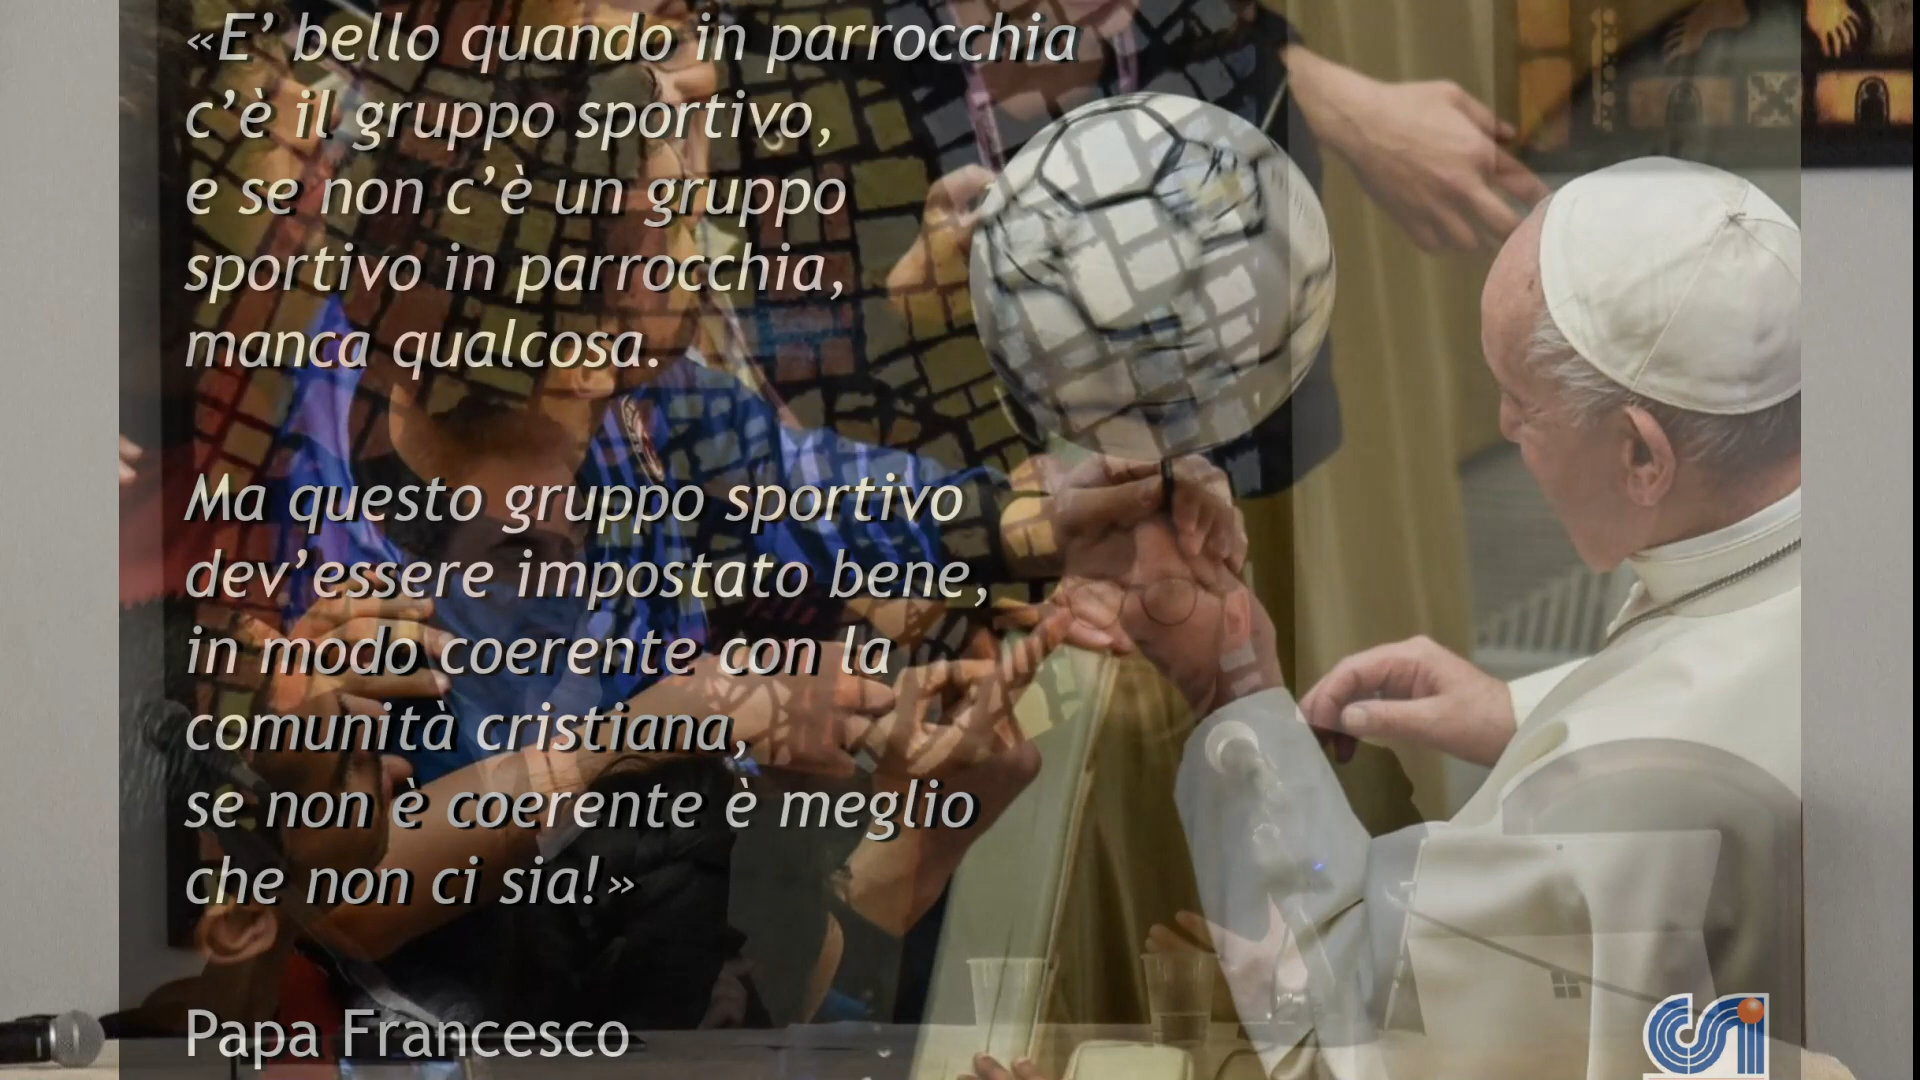 «E’ bello quando in parrocchia
c’è il gruppo sportivo,
e se non c’è un gruppo
sportivo in parrocchia,
manca qualcosa.
Ma questo gruppo sportivo
dev’essere impostato bene,
in modo coerente con la
comunità cristiana,
se non è coerente è meglio
che non ci sia!»
Papa Francesco
CSI